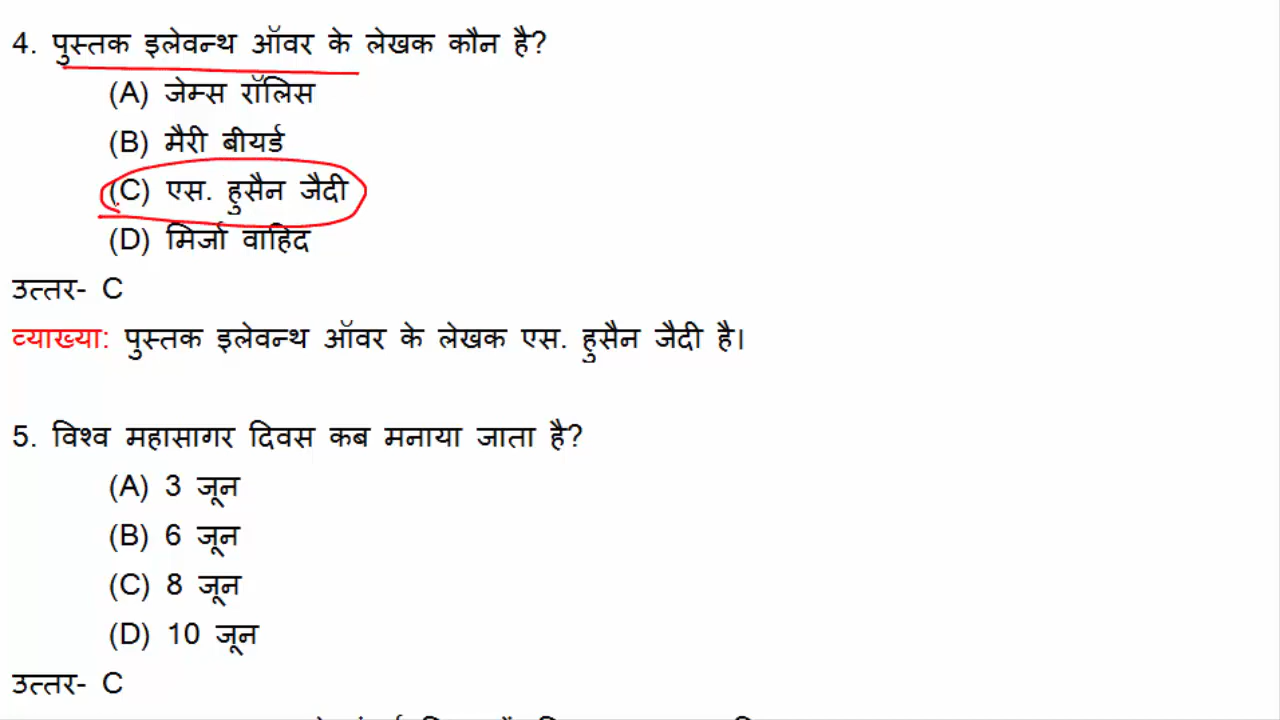 4. पुस्तक इलेवन्थ ऑवर के लेखक कौन है?
(A) जेम्स रॉलिस
(B) मैरी बीयर्ड
(C) एस. हुसैन जैदी
(D) मिर्जा वाहिद
उत्तर- C
व्याख्या: पुस्तक इलेवन्थ ऑवर के लेखक एस. हुसैन जैदी है।
5. विश्व महासागर दिवस कब मनाया जाता है?
(A) 3 जून
(B) 6 जून
(C) 8 जून
(D) 10 जून
उत्तर- C